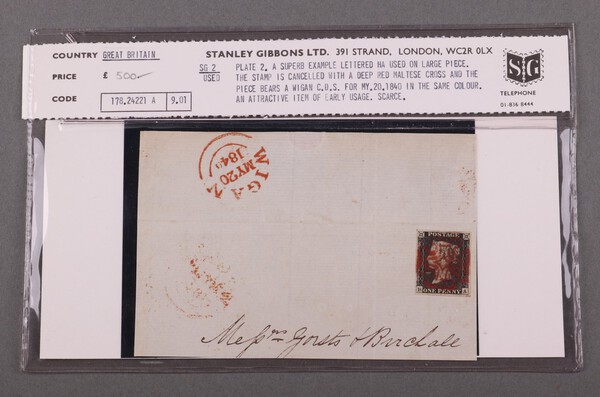 COUNTRY GREAT BRITAIN
PRICE £ 500
CODE 178.24221 A 9.01
STANLEY GIBBONS LTD. 391 STRAND, LONDON, WC2R 0LX
SG 2 PLATE 2. A SUPERB EXAMPLE LETTERED HA USED ON LARGE PIECE.
USED THE STAMP IS CANCELLED WITH A DEEP RED MALTESE CROSS AND THE
PIECE BEARS A WIGAN C.D.S. FOR MY.20.1840 IN THE SAME COLOUR.
AN ATTRACTIVE ITEM OF EARLY USAGE. SCARCE.
SG
TELEPHONE
01-836 8444
WIGAN
MY 20
1840
POSTAGE
H ONE PENNY A
Messrs Gorsts & Birchall